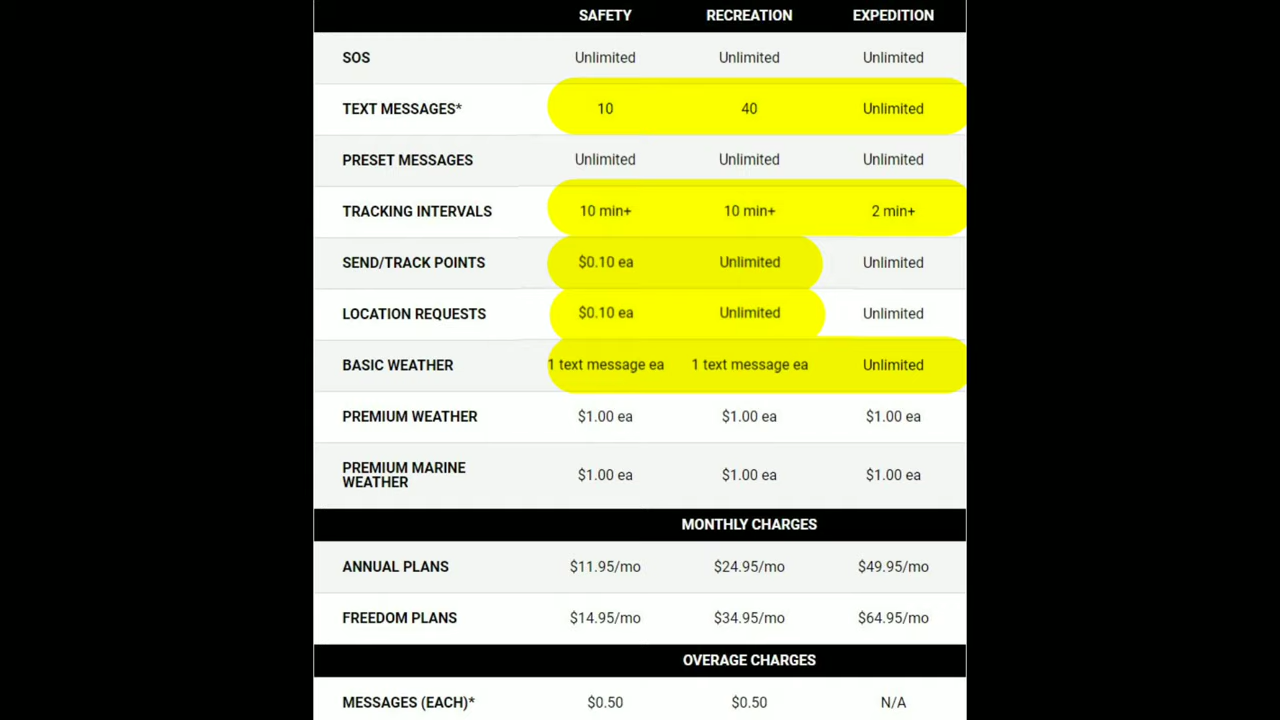 SAFETY RECREATION EXPEDITION
SOS Unlimited Unlimited Unlimited
TEXT MESSAGES* 10 40 Unlimited
PRESET MESSAGES Unlimited Unlimited Unlimited
TRACKING INTERVALS 10 min+ 10 min+ 2 min+
SEND/TRACK POINTS $0.10 ea Unlimited Unlimited
LOCATION REQUESTS $0.10 ea Unlimited Unlimited
BASIC WEATHER 1 text message ea 1 text message ea Unlimited
PREMIUM WEATHER $1.00 ea $1.00 ea $1.00 ea
PREMIUM MARINE
WEATHER $1.00 ea $1.00 ea $1.00 ea
MONTHLY CHARGES
ANNUAL PLANS $11.95/mo $24.95/mo $49.95/mo
FREEDOM PLANS $14.95/mo $34.95/mo $64.95/mo
OVERAGE CHARGES
MESSAGES (EACH)* $0.50 $0.50 N/A